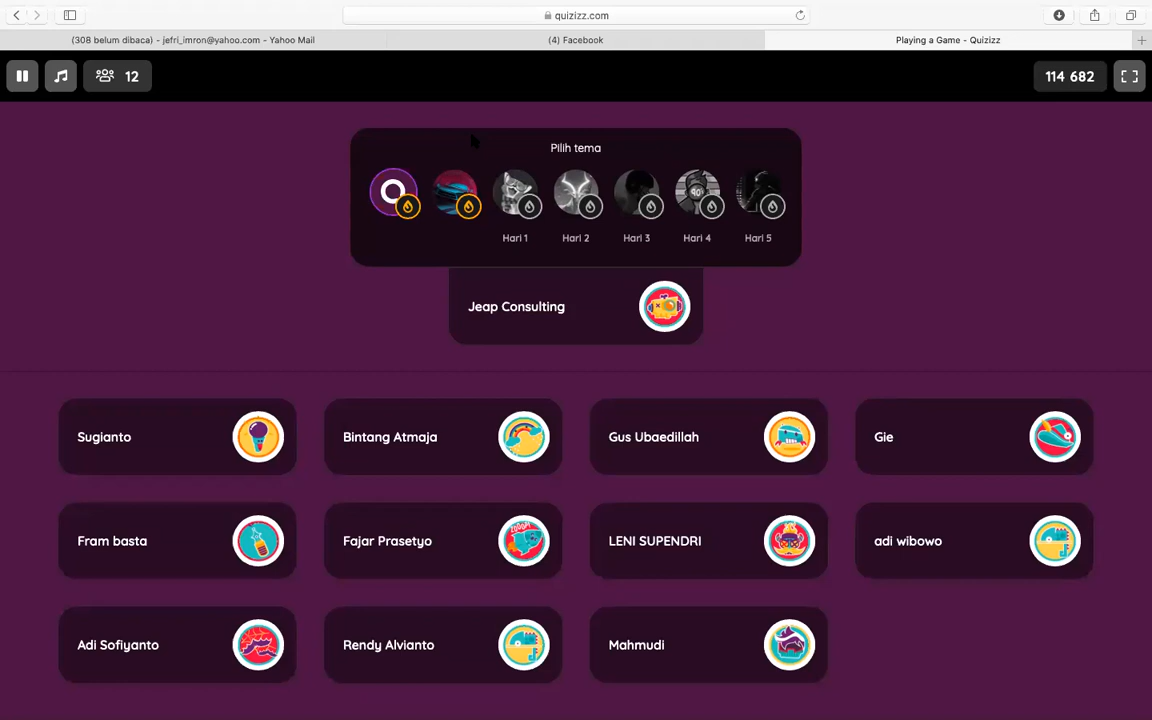 quizizz.com
(308 belum dibaca) - jefri_imron@yahoo.com - Yahoo Mail
(4) Facebook
Playing a Game - Quizizz
12
114 682
Pilih tema
Hari 1
Hari 2
Hari 3
Hari 4
Hari 5
Jeap Consulting
Sugianto
Bintang Atmaja
Gus Ubaedillah
Gie
Fram basta
Fajar Prasetyo
LENI SUPENDRI
adi wibowo
Adi Sofiyanto
Rendy Alvianto
Mahmudi